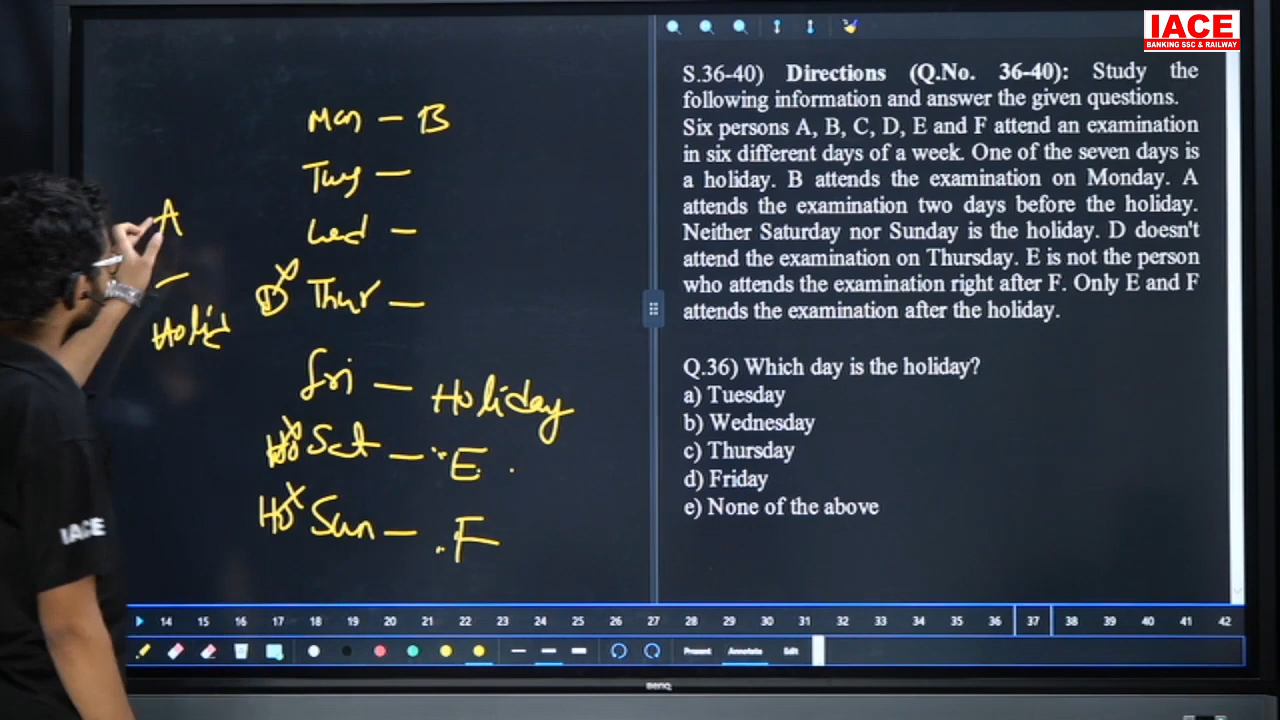 IACE
BANKING SSC & RAILWAY
Mon - B
Tues -
Wed -
D Thur -
Fri - Holiday
Ho Sat - E
Ho Sun - F
A
-
Holid
S.36-40) Directions (Q.No. 36-40): Study the
following information and answer the given questions.
Six persons A, B, C, D, E and F attend an examination
in six different days of a week. One of the seven days is
a holiday. B attends the examination on Monday. A
attends the examination two days before the holiday.
Neither Saturday nor Sunday is the holiday. D doesn't
attend the examination on Thursday. E is not the person
who attends the examination right after F. Only E and F
attends the examination after the holiday.
Q.36) Which day is the holiday?
a) Tuesday
b) Wednesday
c) Thursday
d) Friday
e) None of the above
IACE
14 15 16 17 18 19 20 21 22 23 24 25 26 27 28 29 30 31 32 33 34 35 36 37 38 39 40 41 42
Present Annotate Edit
BenQ